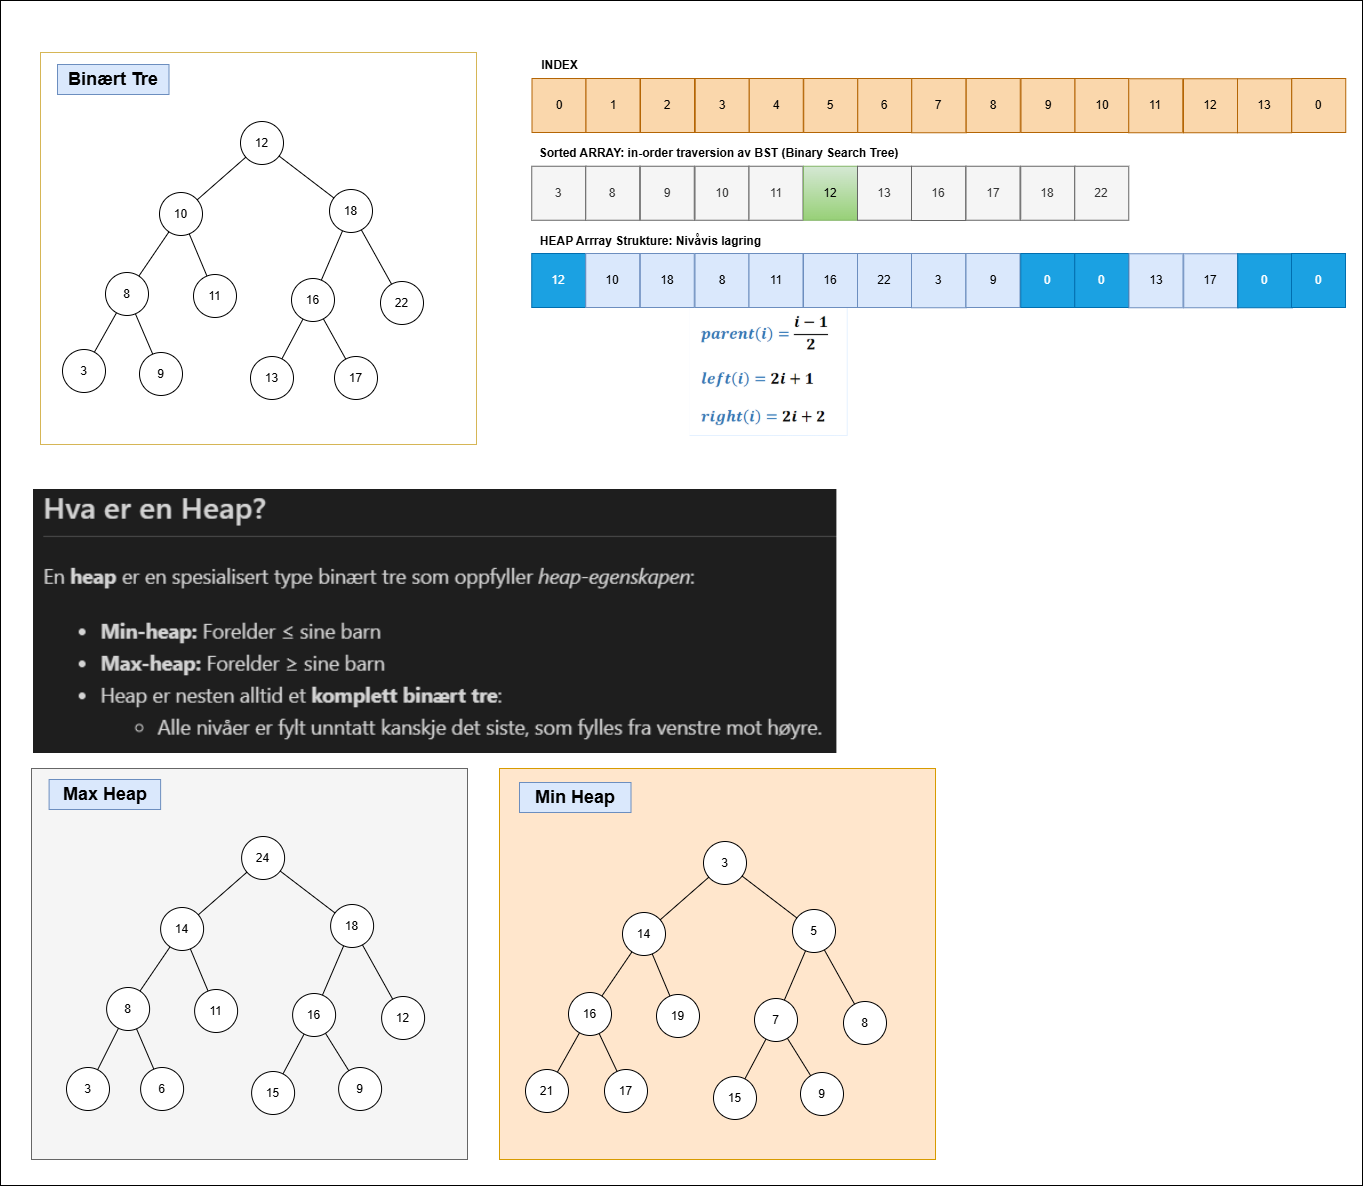 Binært Tre
12
10
18
8
11
16
22
3
9
13
17
INDEX
0 1 2 3 4 5 6 7 8 9 10 11 12 13 0
Sorted ARRAY: in-order traversion av BST (Binary Search Tree)
3 8 9 10 11 12 13 16 17 18 22
HEAP Arrray Strukture: Nivåvis lagring
12 10 18 8 11 16 22 3 9 0 0 13 17 0 0
parent(i) = i − 1
2
left(i) = 2i + 1
right(i) = 2i + 2
Hva er en Heap?
En heap er en spesialisert type binært tre som oppfyller heap-egenskapen:
• Min-heap: Forelder ≤ sine barn
• Max-heap: Forelder ≥ sine barn
• Heap er nesten alltid et komplett binært tre:
◦ Alle nivåer er fylt unntatt kanskje det siste, som fylles fra venstre mot høyre.
Max Heap
24
14
18
8
11
16
12
3
6
15
9
Min Heap
3
14
5
16
19
7
8
21
17
15
9